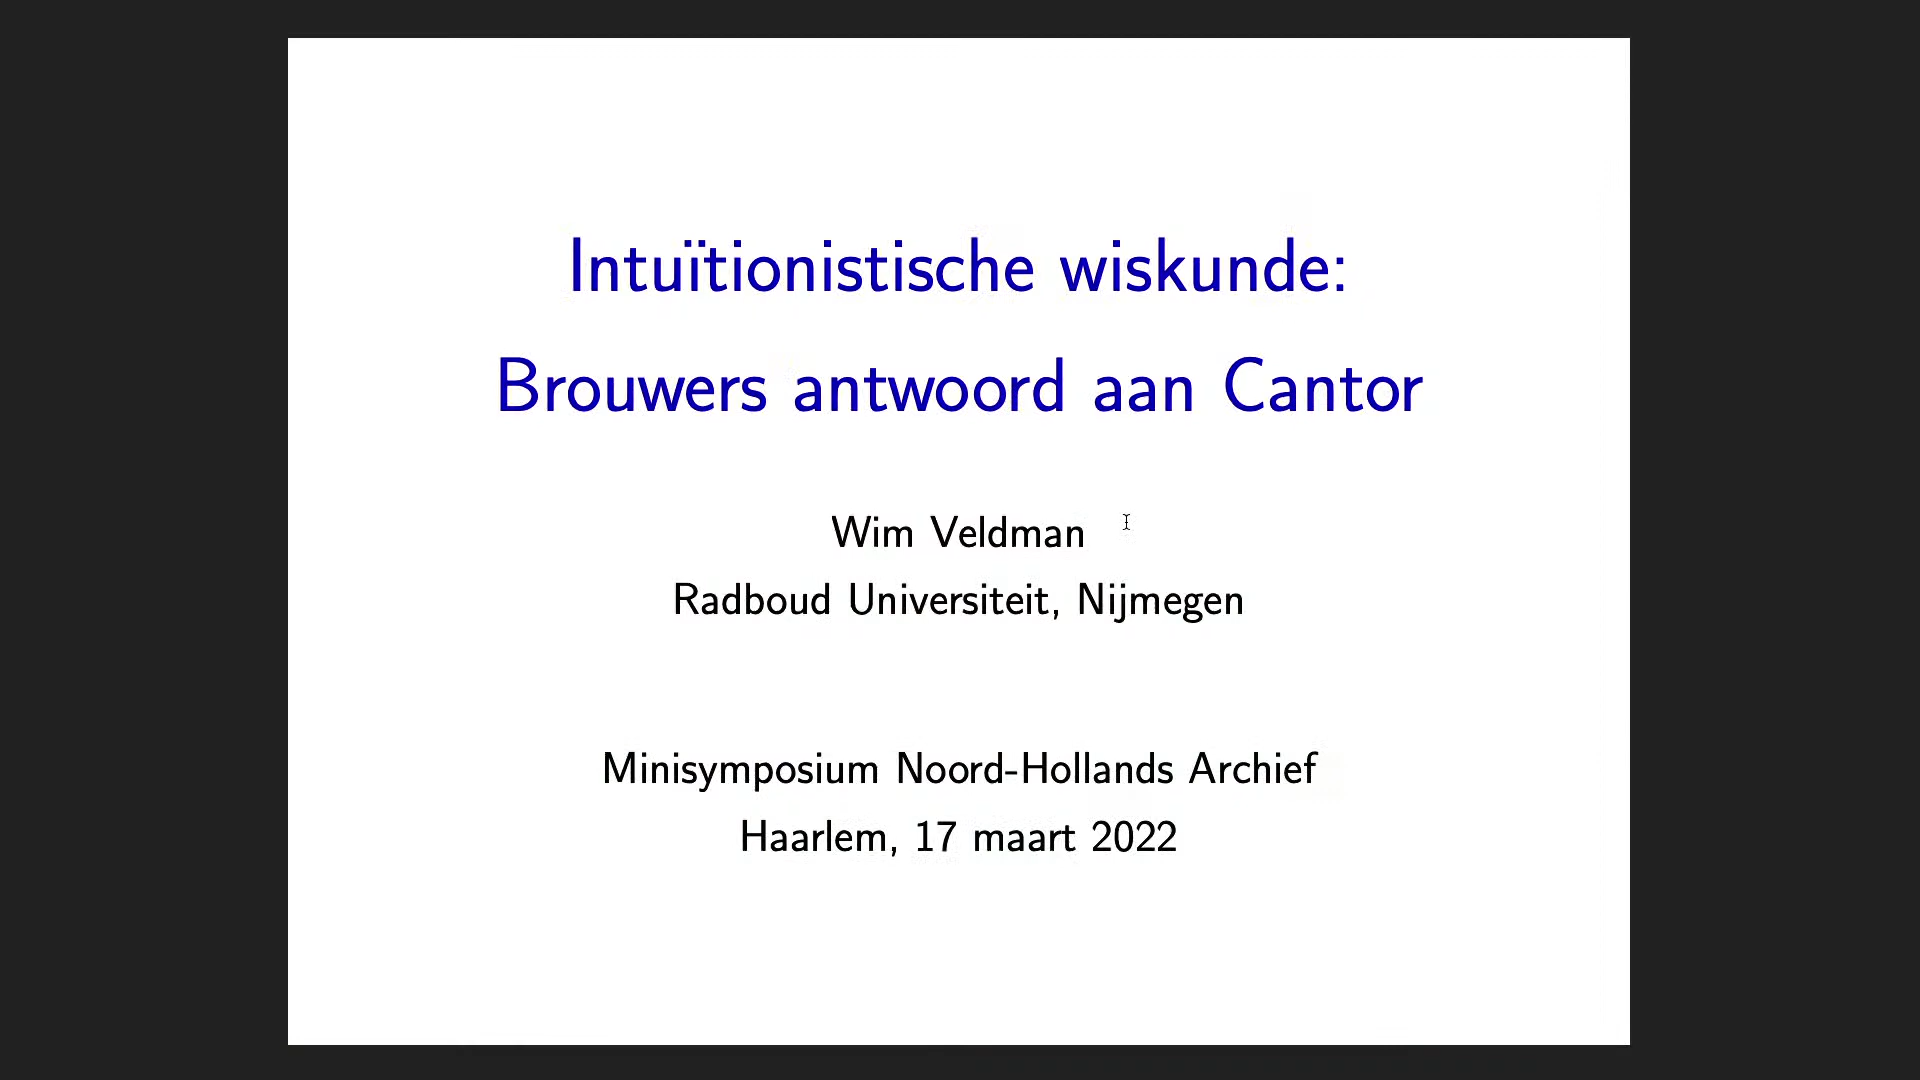 Intuïtionistische wiskunde:
Brouwers antwoord aan Cantor
Wim Veldman
Radboud Universiteit, Nijmegen
Minisymposium Noord-Hollands Archief
Haarlem, 17 maart 2022